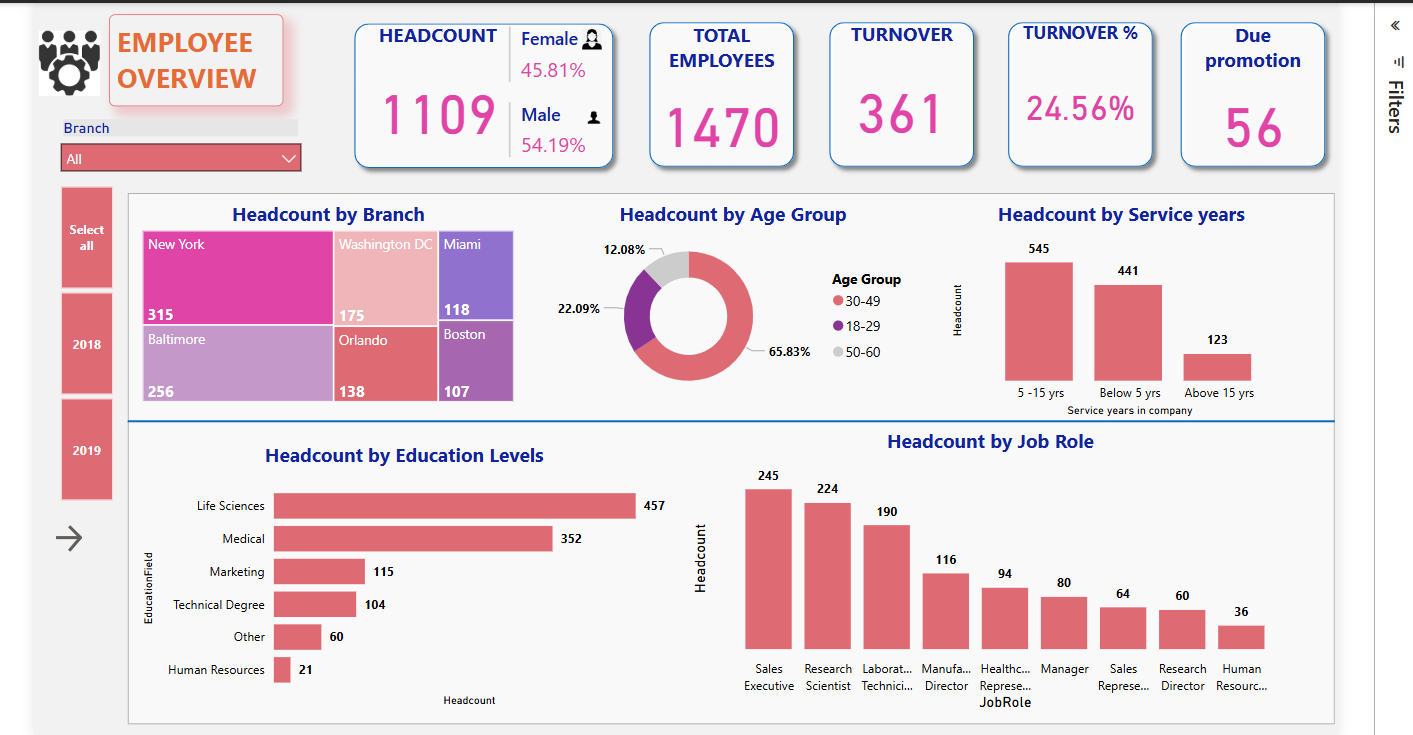 EMPLOYEE
OVERVIEW
Branch
All
Select
all
2018
2019
HEADCOUNT
1109
Female
45.81%
Male
54.19%
TOTAL
EMPLOYEES
1470
TURNOVER
361
TURNOVER %
24.56%
Due
promotion
56
Filters
Headcount by Branch
New York
315
Baltimore
256
Washington DC
175
Orlando
138
Miami
118
Boston
107
Headcount by Age Group
12.08%
22.09%
65.83%
Age Group
30-49
18-29
50-60
Headcount by Service years
Headcount
545
441
123
5 -15 yrs
Below 5 yrs
Above 15 yrs
Service years in company
Headcount by Education Levels
EducationField
Life Sciences
457
Medical
352
Marketing
115
Technical Degree
104
Other
60
Human Resources
21
Headcount
Headcount by Job Role
Headcount
245
224
190
116
94
80
64
60
36
Sales
Executive
Research
Scientist
Laborat...
Technici...
Manufa...
Director
Healthc...
Represe...
Manager
Sales
Represe...
Research
Director
Human
Resourc...
JobRole